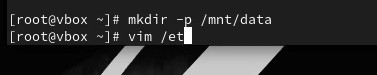 [root@vbox ~]# mkdir -p /mnt/data
[root@vbox ~]# vim /et